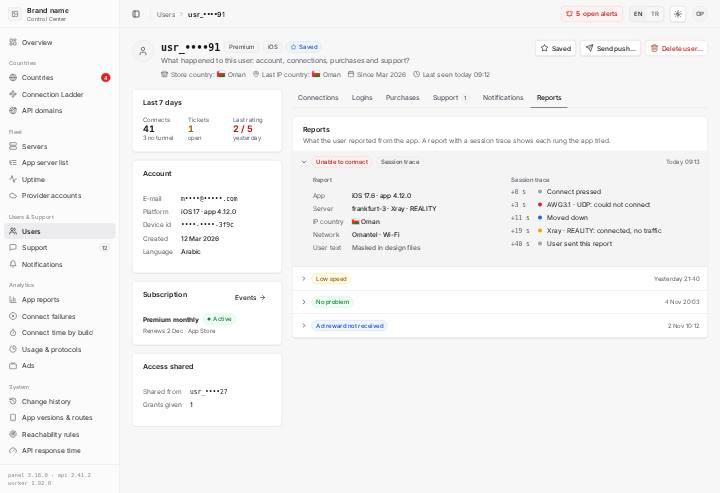 Brand name
Control Center
Overview
Countries
Countries 4
Connection Ladder
API domains
Fleet
Servers
App server list
Uptime
Provider accounts
Users & Support
Users
Support 12
Notifications
Analytics
App reports
Connect failures
Connect time by build
Usage & protocols
Ads
System
Change history
App versions & routes
Reachability rules
API response time
panel 3.18.0 · api 2.41.2
worker 1.92.0
Users > usr_••••91
5 open alerts
EN TR
OP
usr_••••91 Premium iOS Saved
What happened to this user: account, connections, purchases and support?
Store country: Oman Last IP country: Oman Since Mar 2026 Last seen today 09:12
Saved
Send push...
Delete user...
Last 7 days
Connects Tickets Last rating
41 1 2 / 5
3 no tunnel open yesterday
Account
E-mail m••••@•••••.com
Platform iOS 17 · app 4.12.0
Device id ••••-••••-3f9c
Created 12 Mar 2026
Language Arabic
Subscription Events →
Premium monthly Active
Renews 2 Dec · App Store
Access shared
Shared from usr_••••27
Grants given 1
Connections Logins Purchases Support 1 Notifications Reports
Reports
What the user reported from the app. A report with a session trace shows each rung the app tried.
Unable to connect Session trace Today 09:13
Report
App iOS 17.6 · app 4.12.0
Server frankfurt-3 · Xray · REALITY
IP country Oman
Network Omantel · Wi-Fi
User text Masked in design files
Session trace
+0 s Connect pressed
+3 s AWG3.1 · UDP: could not connect
+11 s Moved down
+19 s Xray · REALITY: connected, no traffic
+40 s User sent this report
Low speed Yesterday 21:40
No problem 4 Nov 20:03
Ad reward not received 2 Nov 10:12